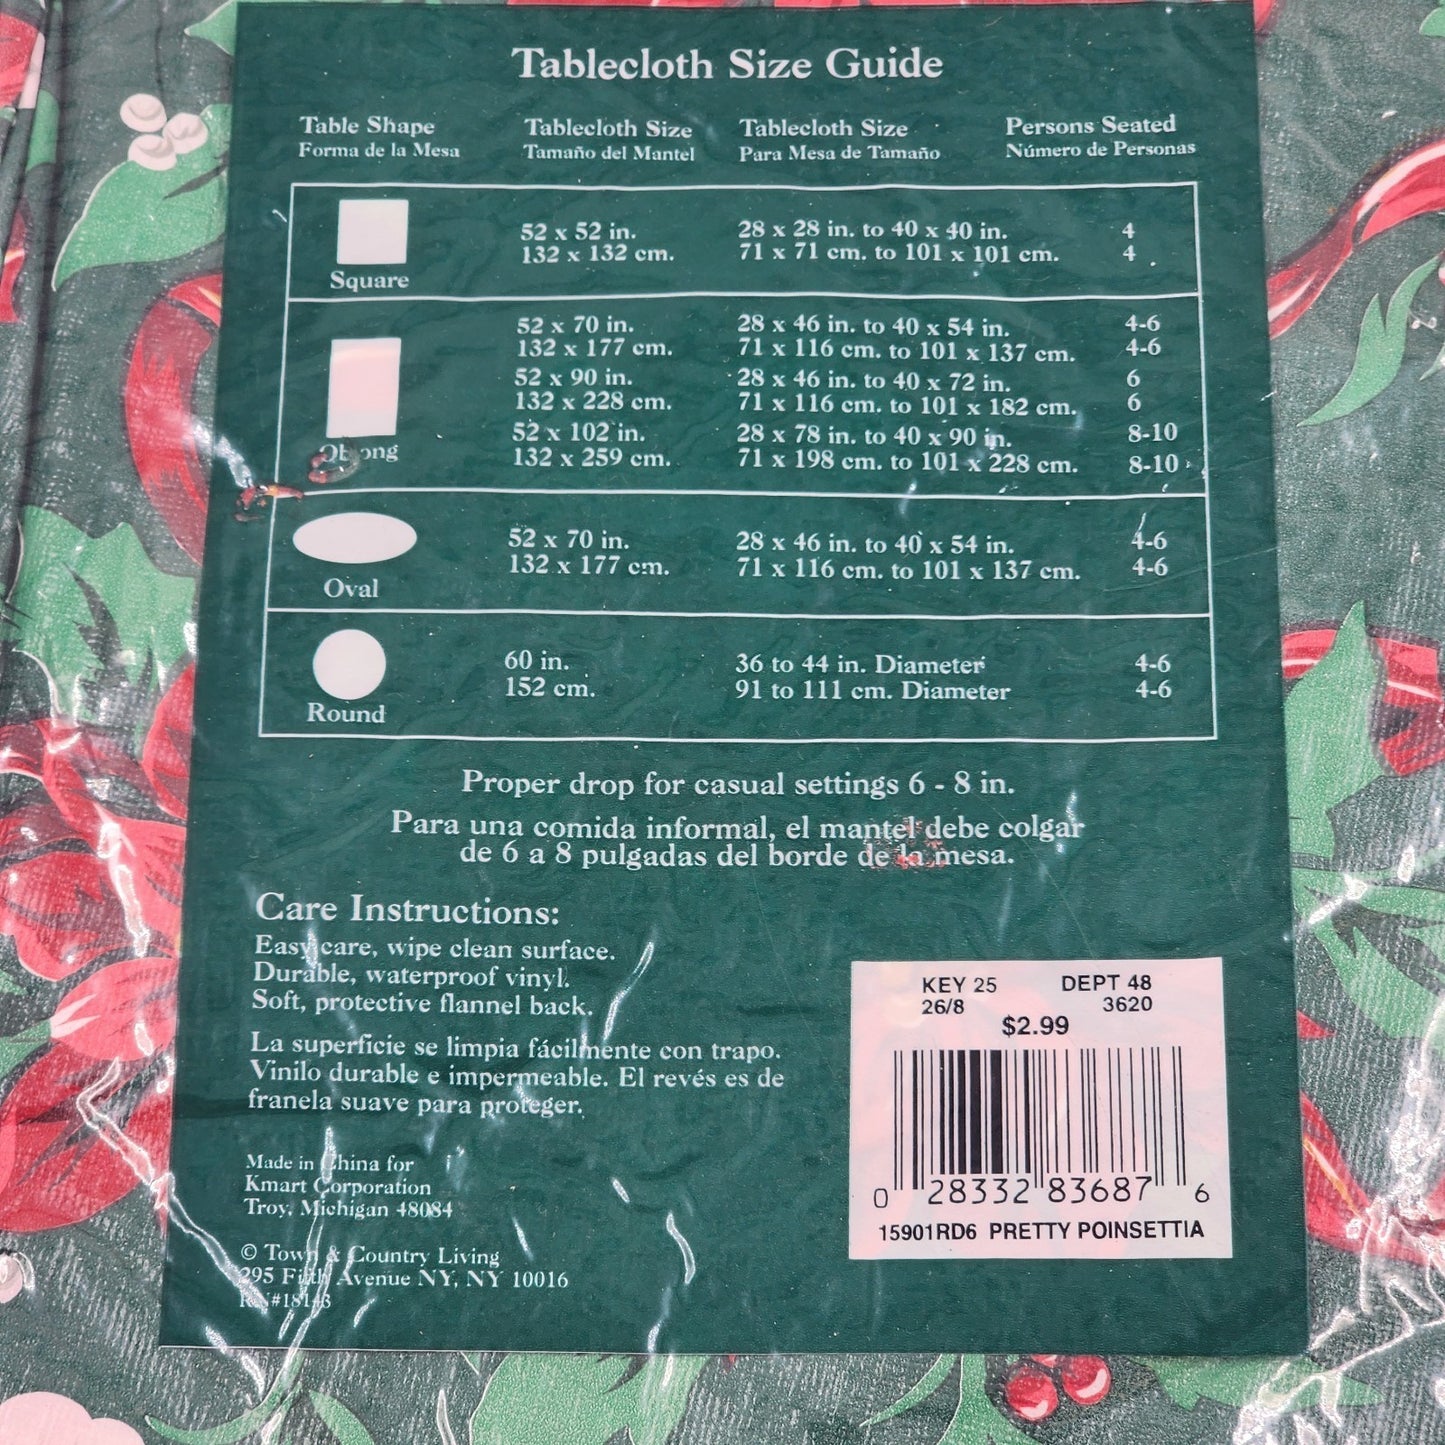 Tablecloth Size Guide
Table Shape Tablecloth Size Tablecloth Size Persons Seated
Forma de la Mesa Tamaño del Mantel Para Mesa de Tamaño Número de Personas
52 x 52 in. 28 x 28 in. to 40 x 40 in. 4
132 x 132 cm. 71 x 71 cm. to 101 x 101 cm. 4
Square
52 x 70 in. 28 x 46 in. to 40 x 54 in. 4-6
132 x 177 cm. 71 x 116 cm. to 101 x 137 cm. 4-6
52 x 90 in. 28 x 46 in. to 40 x 72 in. 6
132 x 228 cm. 71 x 116 cm. to 101 x 182 cm. 6
52 x 102 in. 28 x 78 in. to 40 x 90 in. 8-10
132 x 259 cm. 71 x 198 cm. to 101 x 228 cm. 8-10
Oblong
52 x 70 in. 28 x 46 in. to 40 x 54 in. 4-6
132 x 177 cm. 71 x 116 cm. to 101 x 137 cm. 4-6
Oval
60 in. 36 to 44 in. Diameter 4-6
152 cm. 91 to 111 cm. Diameter 4-6
Round
Proper drop for casual settings 6 - 8 in.
Para una comida informal, el mantel debe colgar
de 6 a 8 pulgadas del borde de la mesa.
Care Instructions:
Easy care, wipe clean surface.
Durable, waterproof vinyl.
Soft, protective flannel back.
La superficie se limpia fácilmente con trapo.
Vinilo durable e impermeable. El revés es de
franela suave para proteger.
Made in China for
Kmart Corporation
Troy, Michigan 48084
© Town & Country Living
295 Fifth Avenue NY, NY 10016
RN#18143
KEY 25 DEPT 48
26/8 3620
$2.99
0 28332 83687 6
15901RD6 PRETTY POINSETTIA